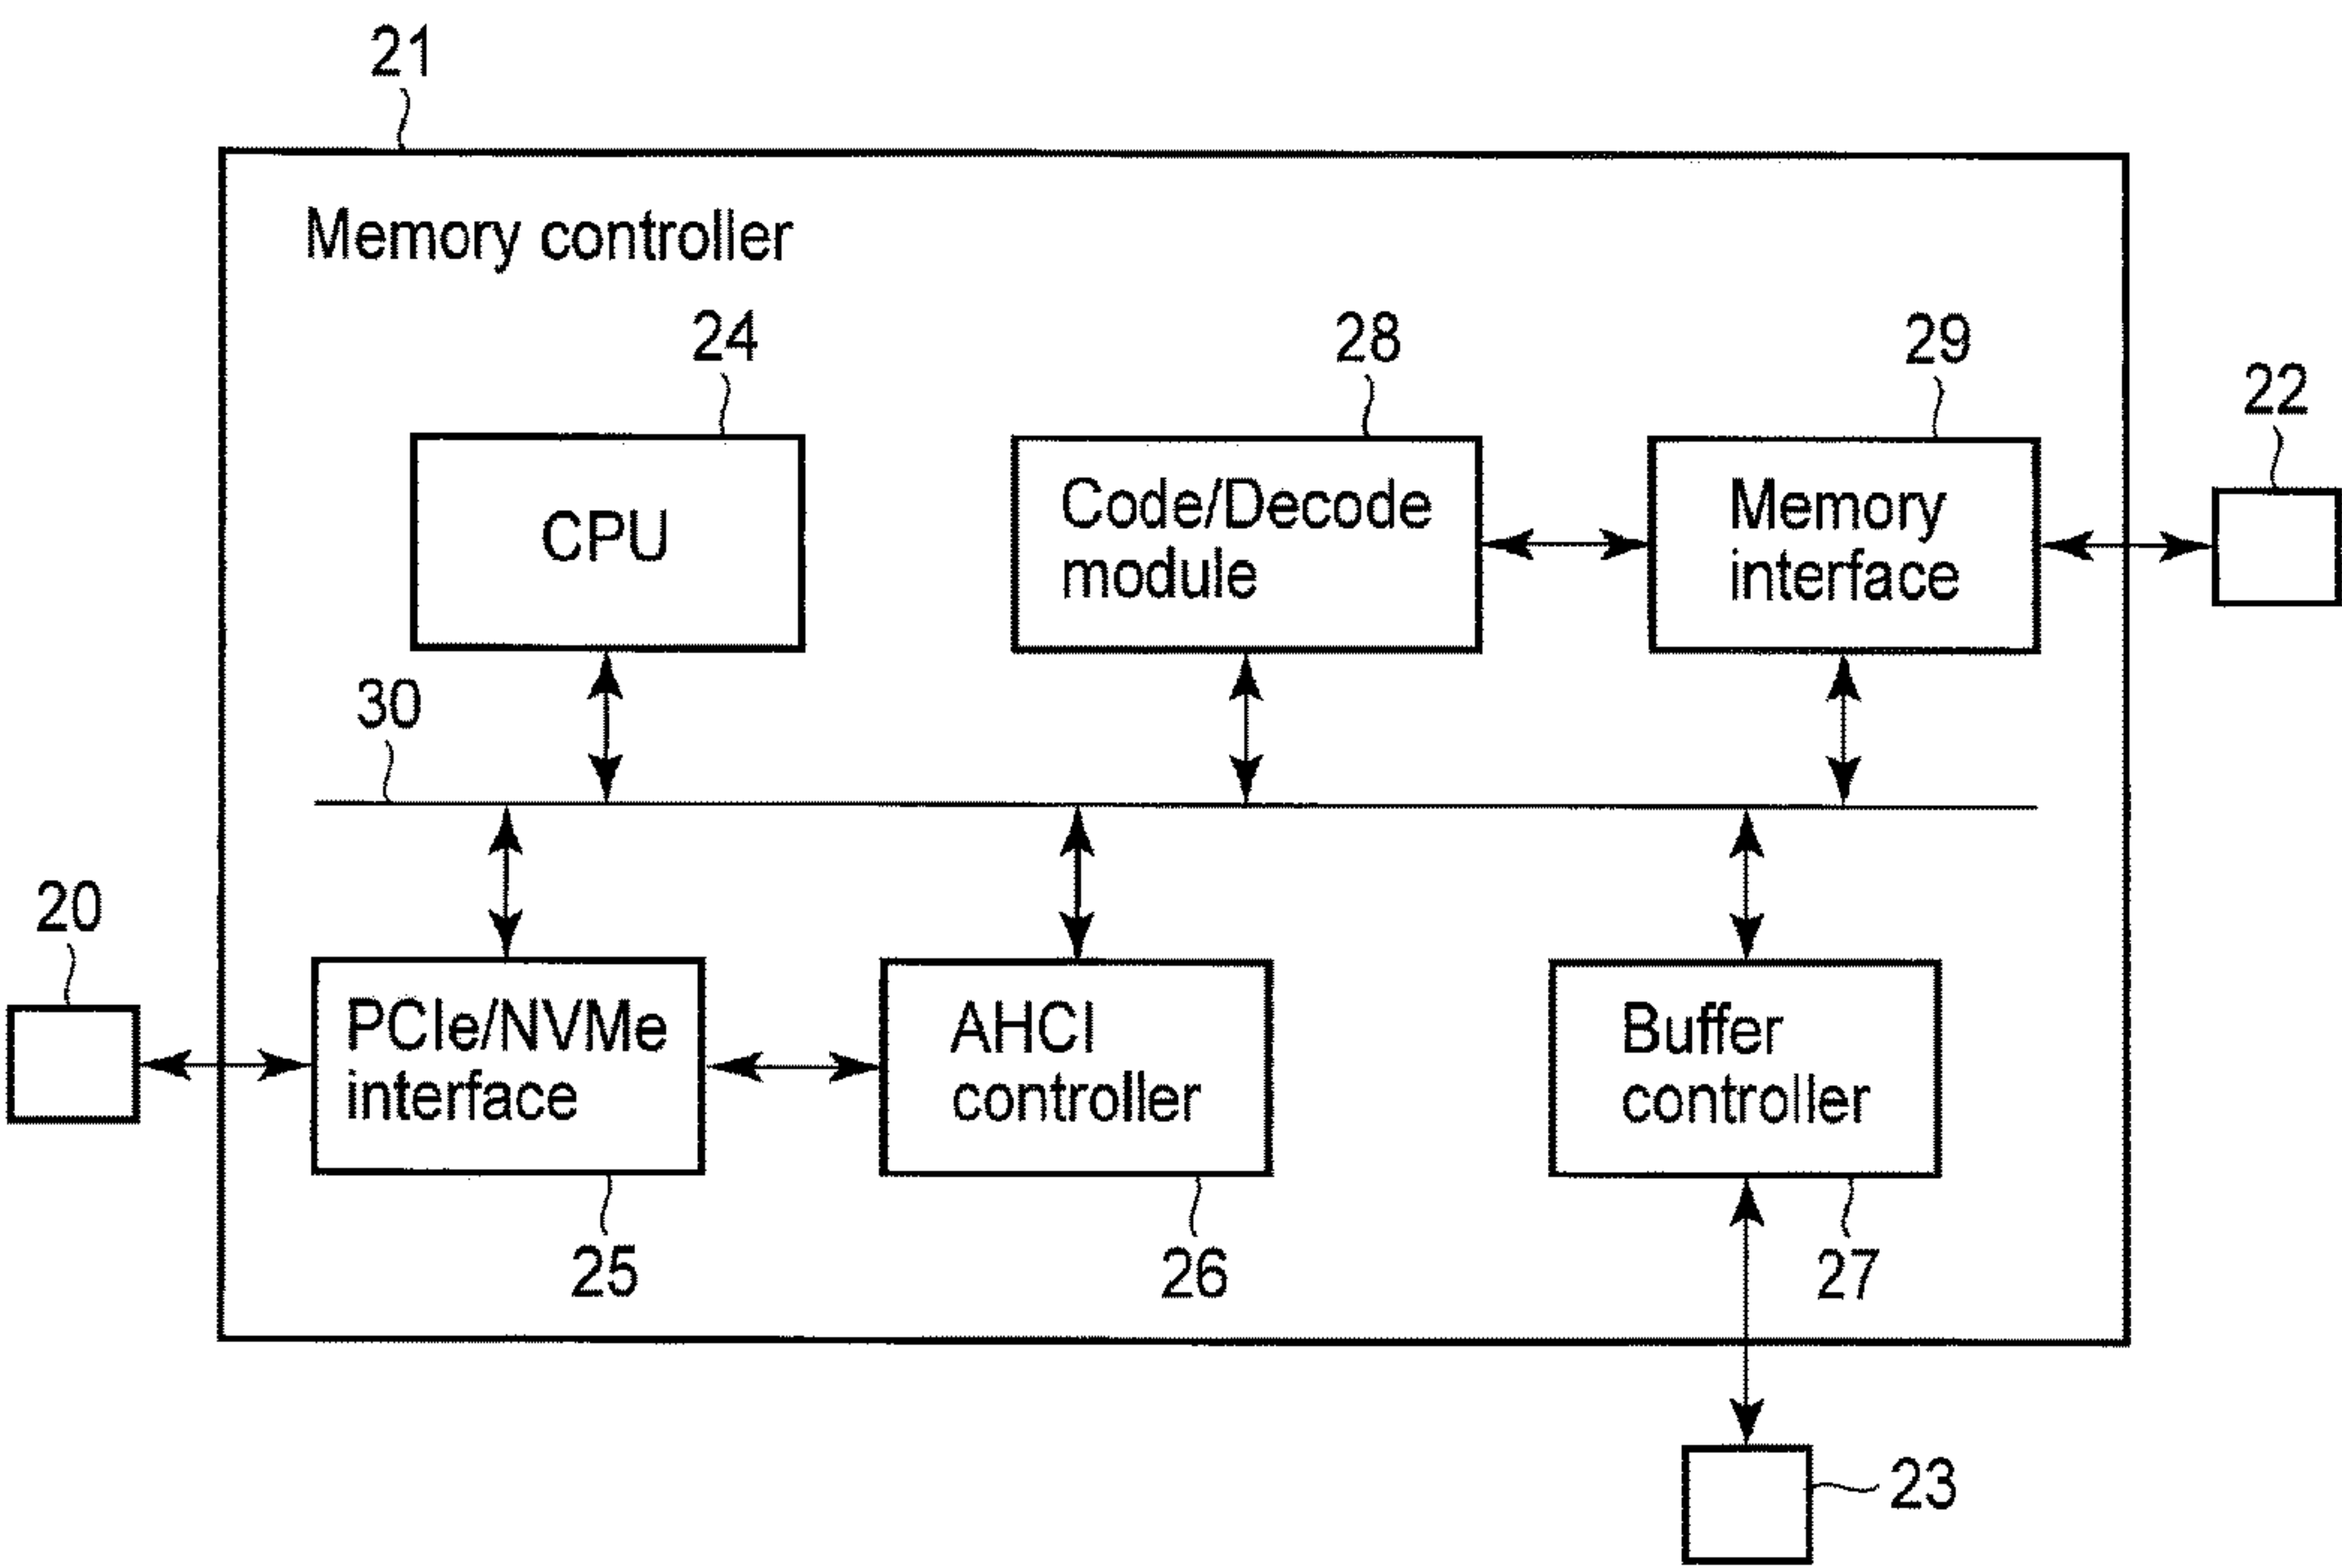 21
Memory controller
24
28
29
22
CPU
Code/Decode
module
Memory
interface
30
20
PCIe/NVMe
interface
AHCI
controller
Buffer
controller
25
26
27
23